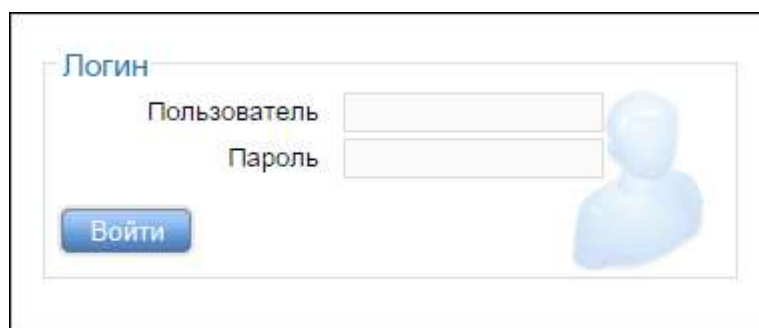 Логин
Пользователь
Пароль
Войти